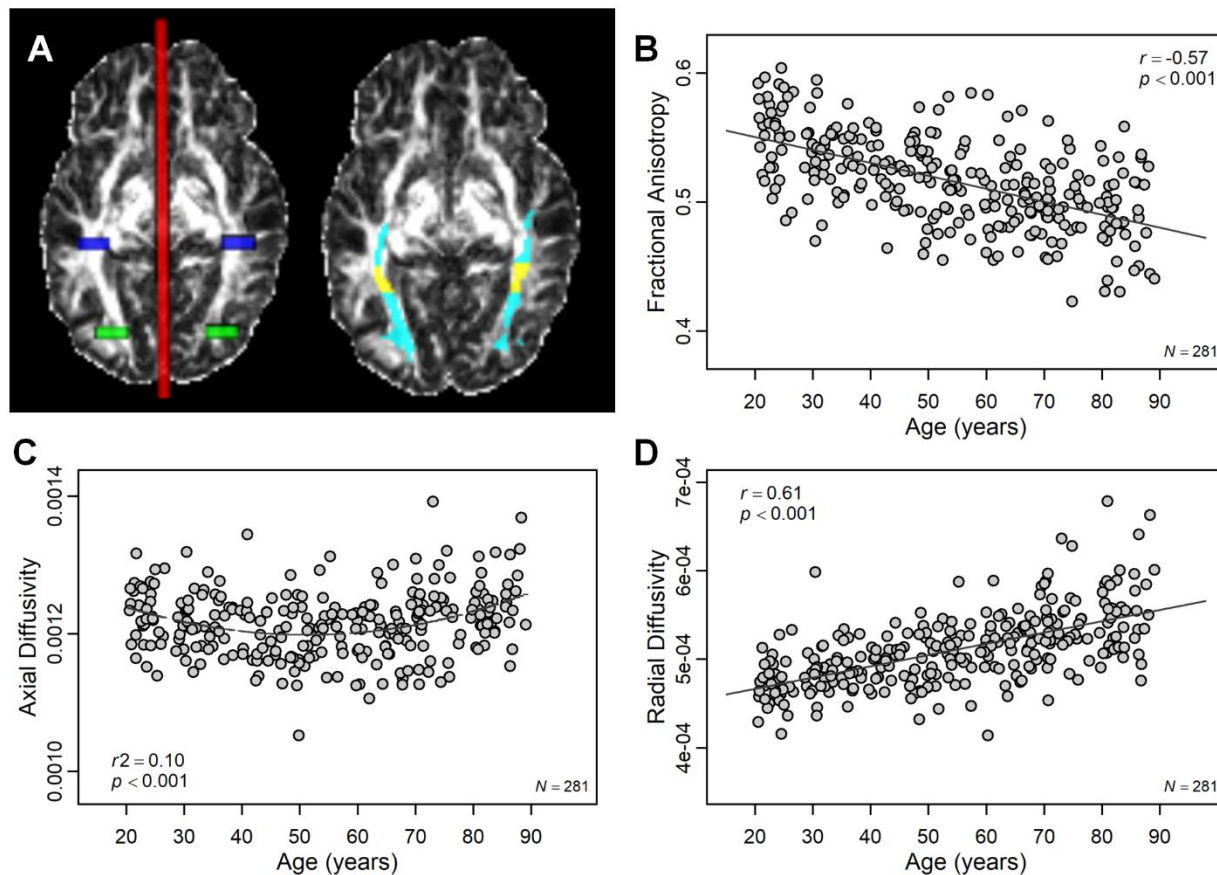 A
B
r = -0.57
p < 0.001
0.6
0.5
0.4
Fractional Anisotropy
N = 281
20 30 40 50 60 70 80 90
Age (years)
C
0.0014
0.0012
0.0010
Axial Diffusivity
r2 = 0.10
p < 0.001
N = 281
20 30 40 50 60 70 80 90
Age (years)
D
r = 0.61
p < 0.001
7e-04
6e-04
5e-04
4e-04
Radial Diffusivity
N = 281
20 30 40 50 60 70 80 90
Age (years)